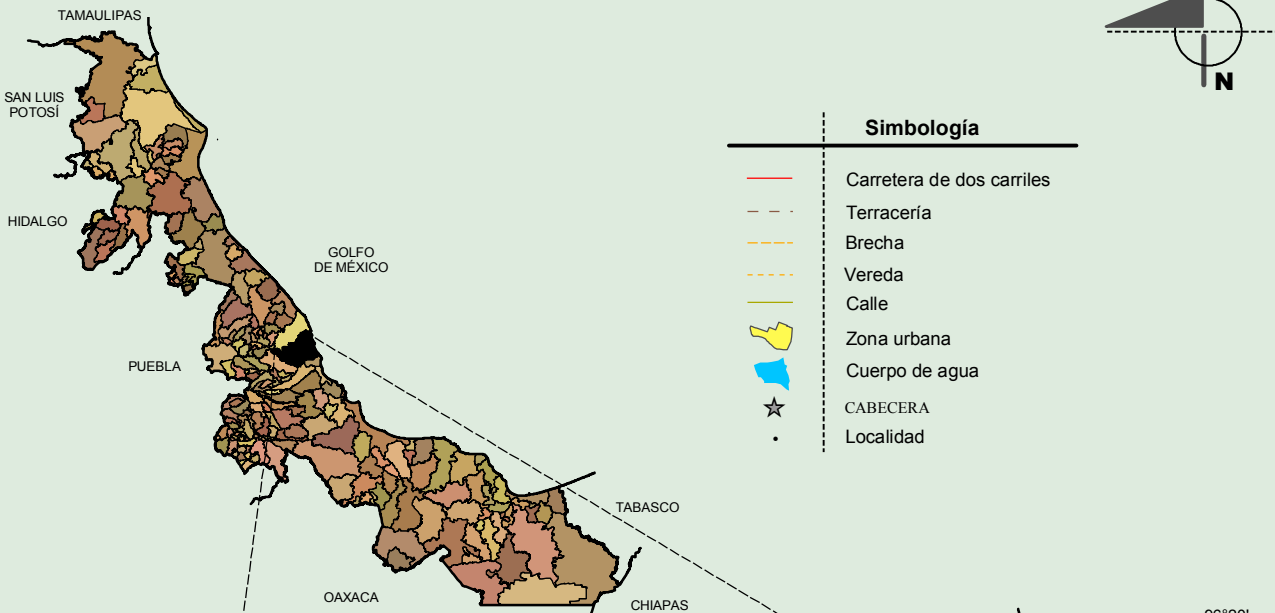 TAMAULIPAS
SAN LUIS
POTOSÍ
HIDALGO
GOLFO
DE MÉXICO
PUEBLA
TABASCO
OAXACA
CHIAPAS
N
Simbología
Carretera de dos carriles
Terracería
Brecha
Vereda
Calle
Zona urbana
Cuerpo de agua
CABECERA
Localidad